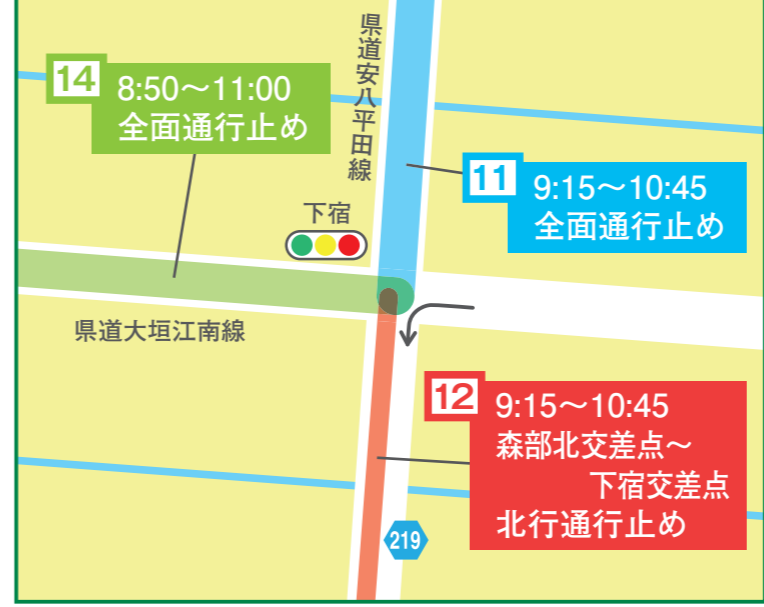 県道安八平田線
14
8:50〜11:00
全面通行止め
11
9:15〜10:45
全面通行止め
下宿
県道大垣江南線
12
9:15〜10:45
森部北交差点〜
下宿交差点
北行通行止め
219